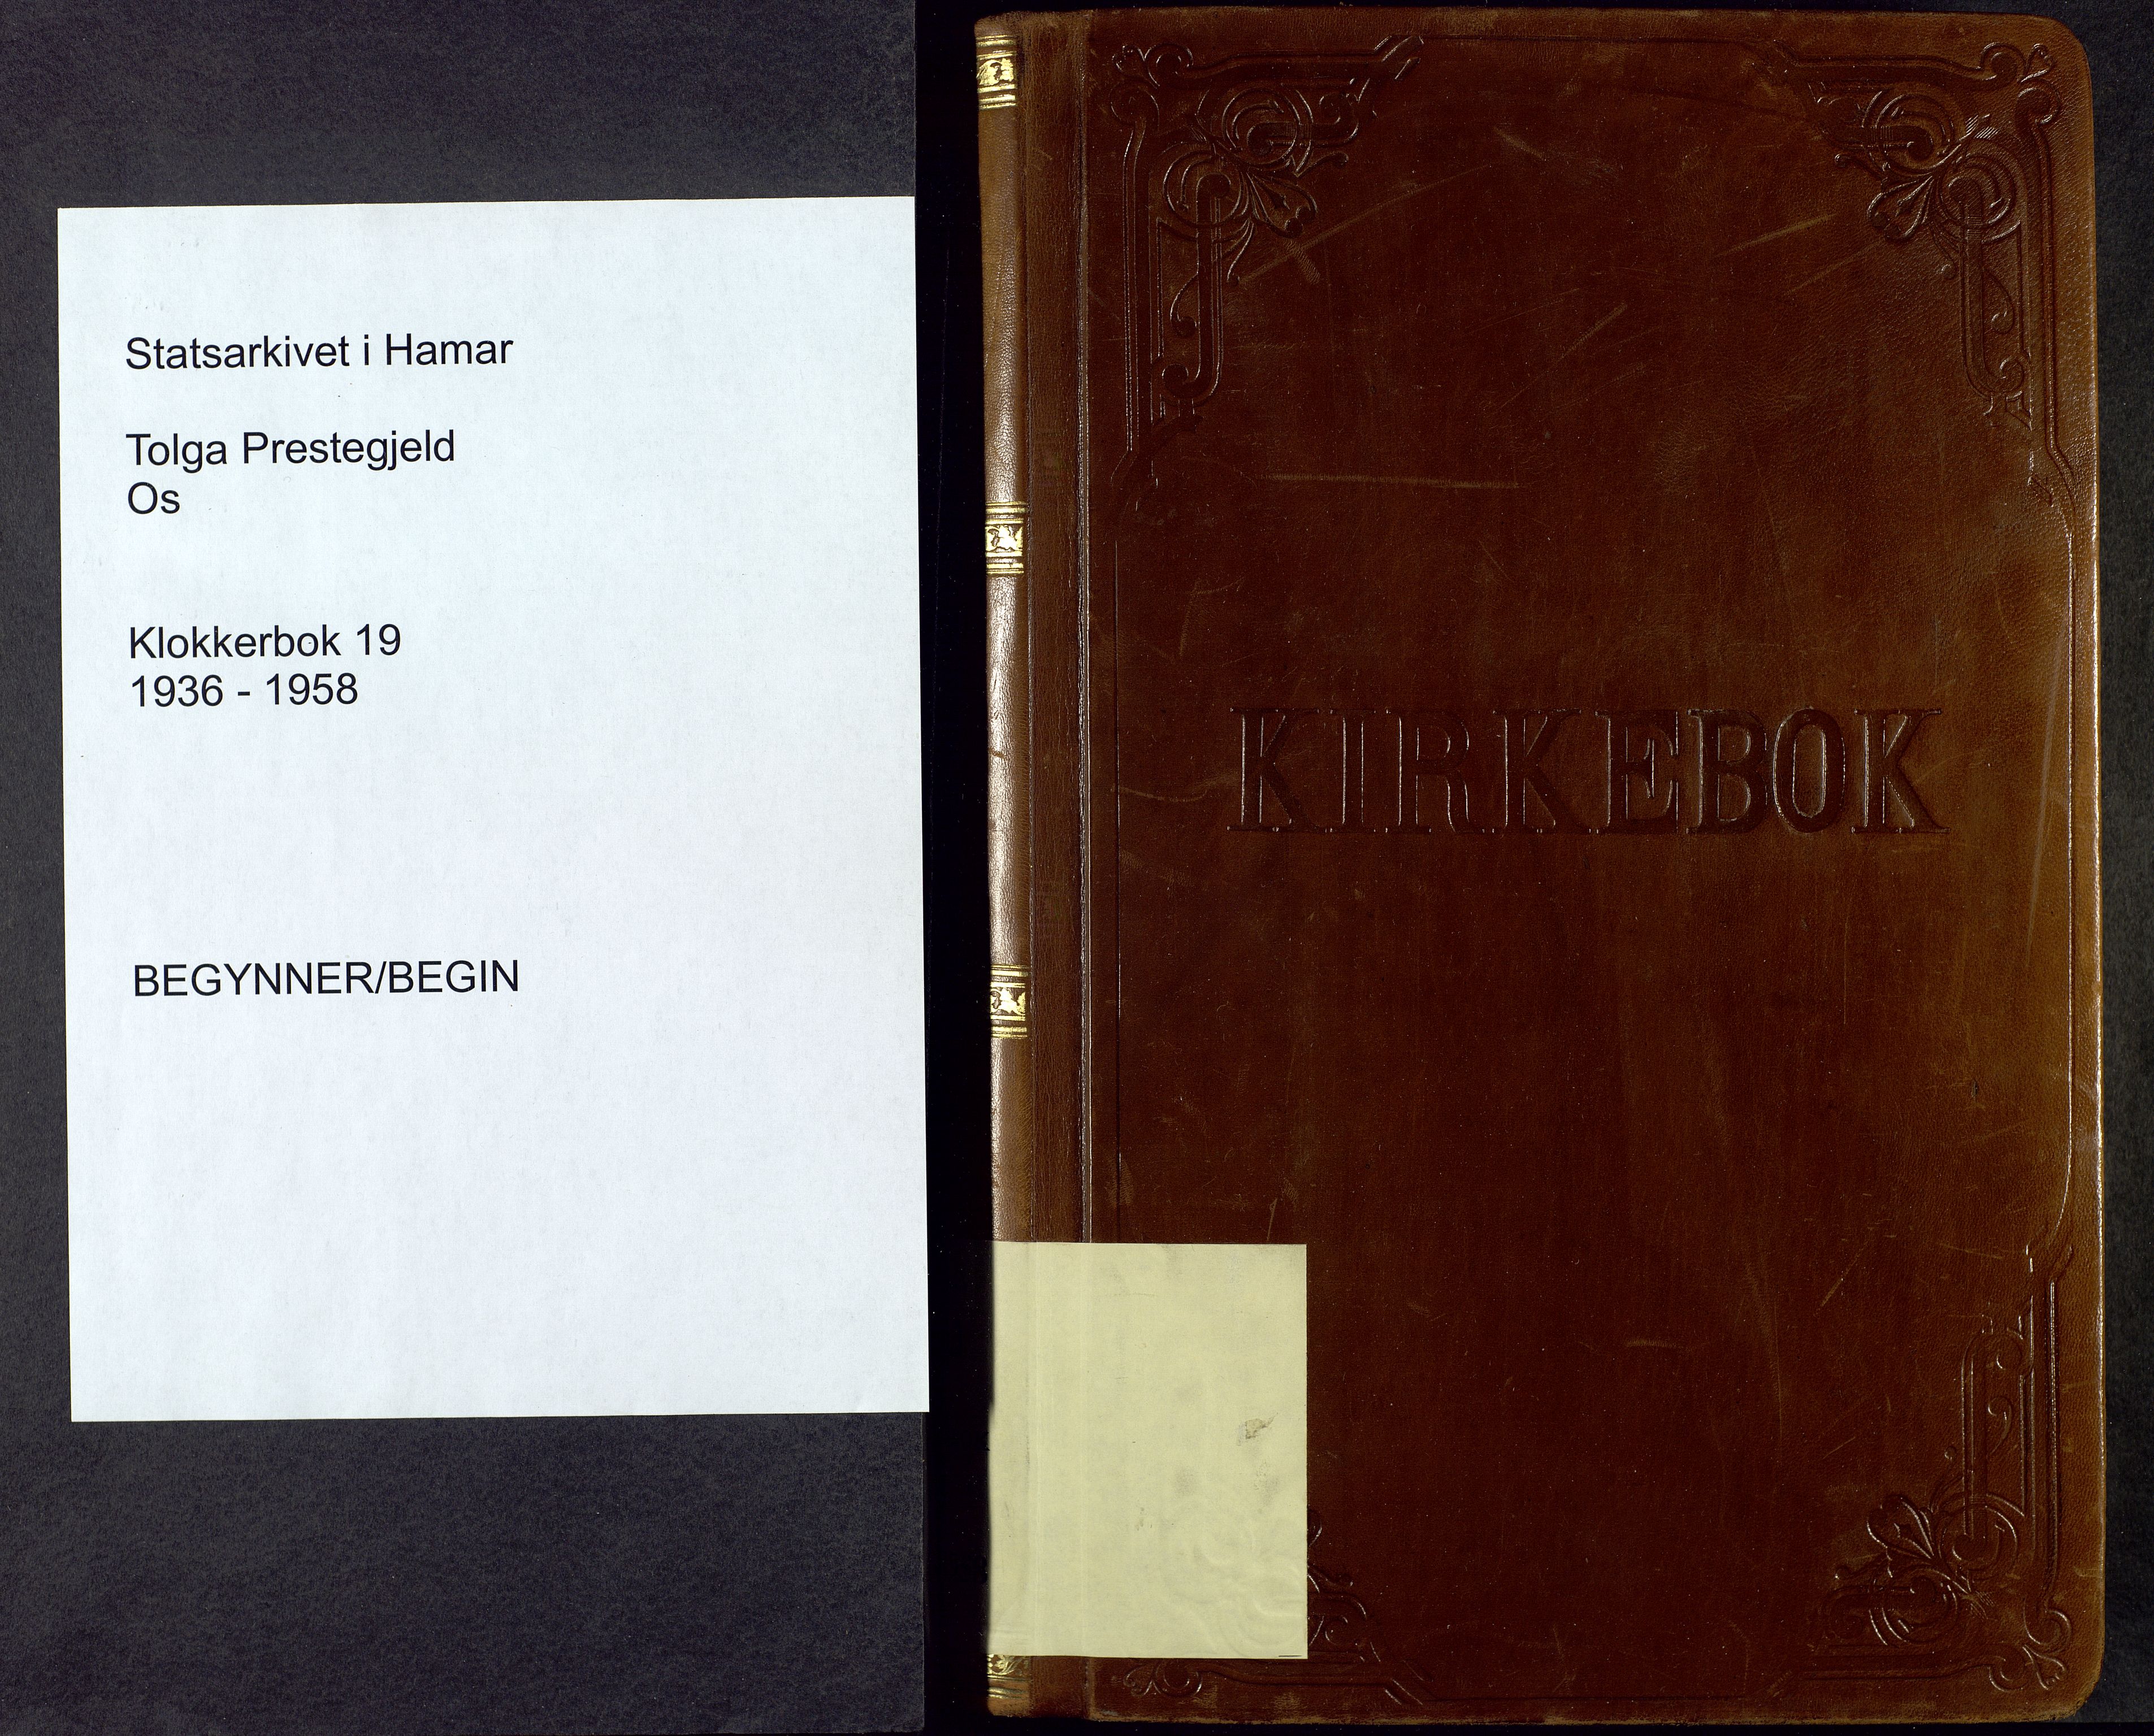 Statsarkivet i Hamar
Tolga Prestegjeld
Os
Klokkerbok 19
1936 - 1958
BEGYNNER/BEGIN
KIRKEBOK